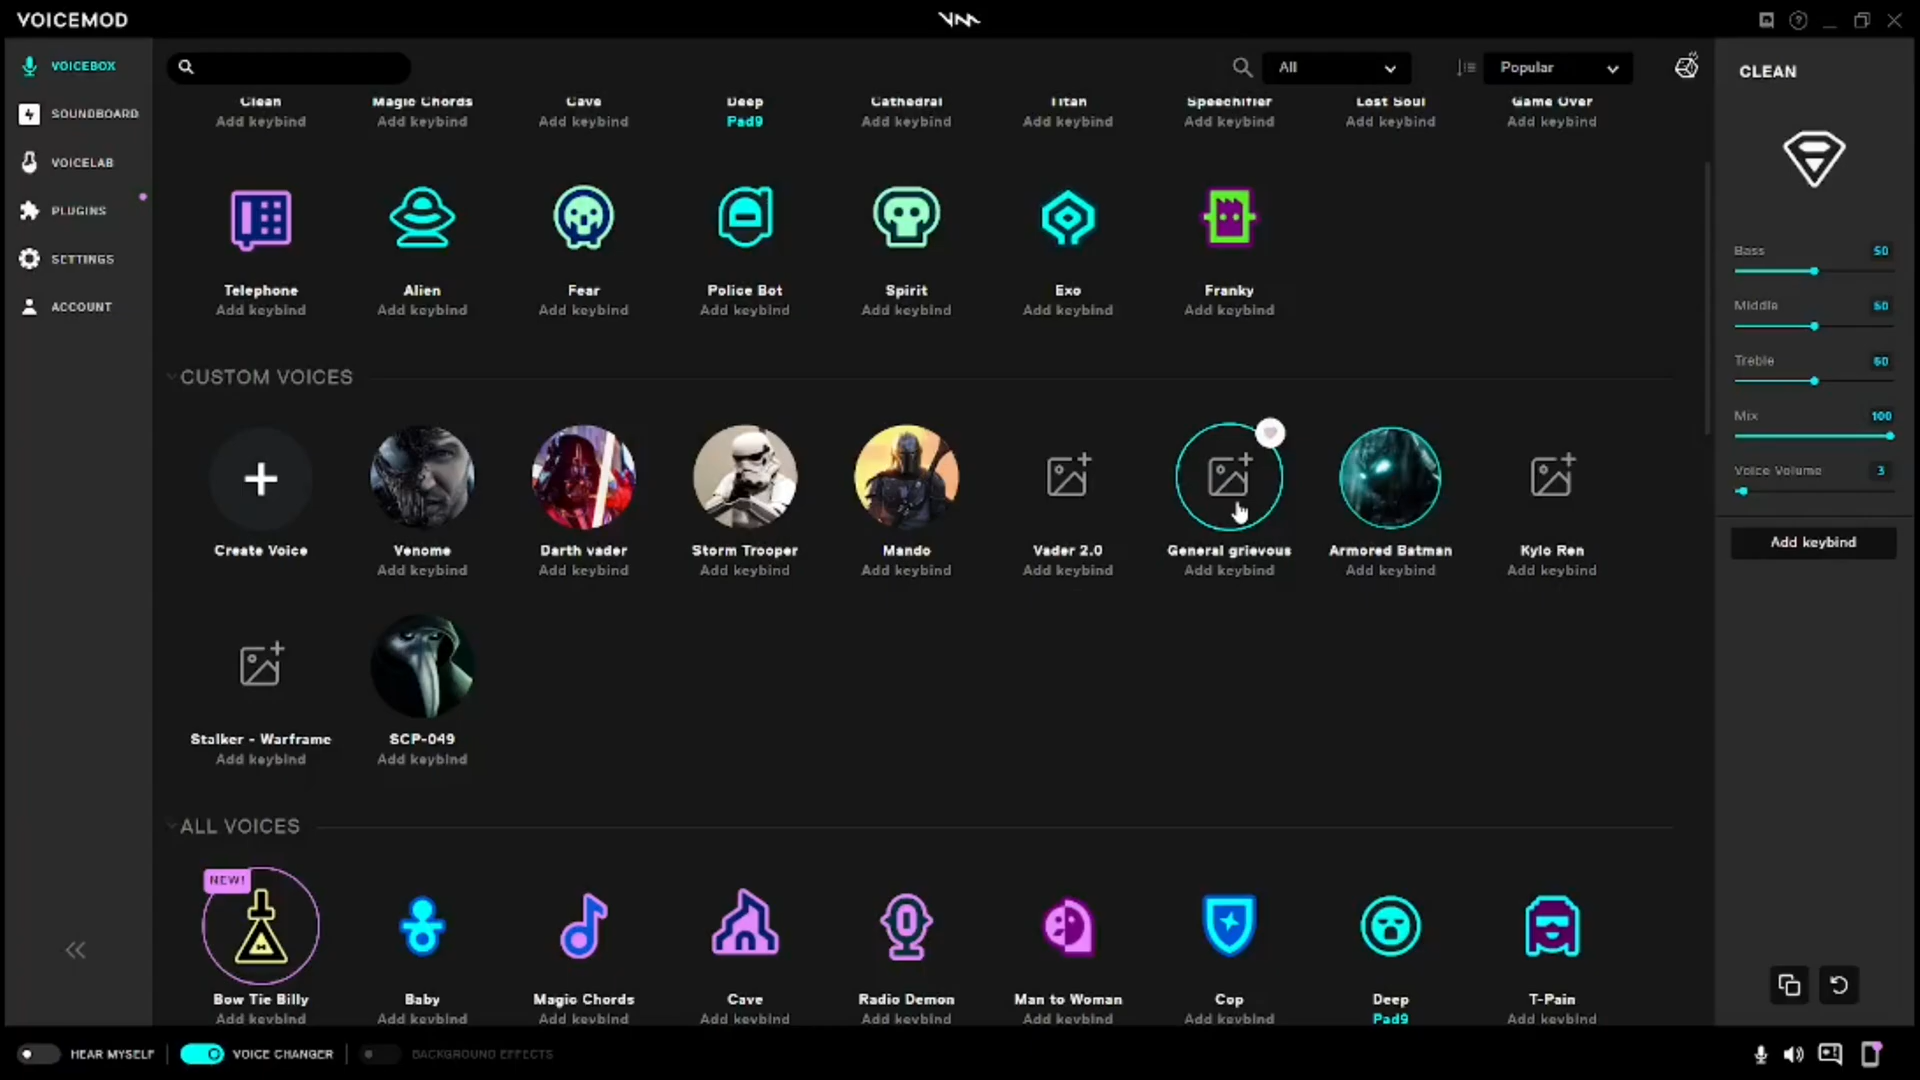 VOICEMOD
VOICEBOX
SOUNDBOARD
VOICELAB
PLUGINS
SETTINGS
ACCOUNT
All
Popular
Clean
Magic Chords
Cave
Deep
Cathedral
Titan
Speechifier
Lost Soul
Game Over
Add keybind
Add keybind
Add keybind
Pad9
Add keybind
Add keybind
Add keybind
Add keybind
Add keybind
Telephone
Alien
Fear
Police Bot
Spirit
Exo
Franky
Add keybind
Add keybind
Add keybind
Add keybind
Add keybind
Add keybind
Add keybind
CUSTOM VOICES
Create Voice
Venome
Darth vader
Storm Trooper
Mando
Vader 2.0
General grievous
Armored Batman
Kylo Ren
Add keybind
Add keybind
Add keybind
Add keybind
Add keybind
Add keybind
Add keybind
Add keybind
Stalker - Warframe
SCP-049
Add keybind
Add keybind
ALL VOICES
NEW!
Bow Tie Billy
Baby
Magic Chords
Cave
Radio Demon
Man to Woman
Cop
Deep
T-Pain
Add keybind
Add keybind
Add keybind
Add keybind
Add keybind
Add keybind
Add keybind
Pad9
Add keybind
CLEAN
Bass 50
Middle 50
Treble 50
Mix 100
Voice Volume 3
Add keybind
HEAR MYSELF
VOICE CHANGER
BACKGROUND EFFECTS